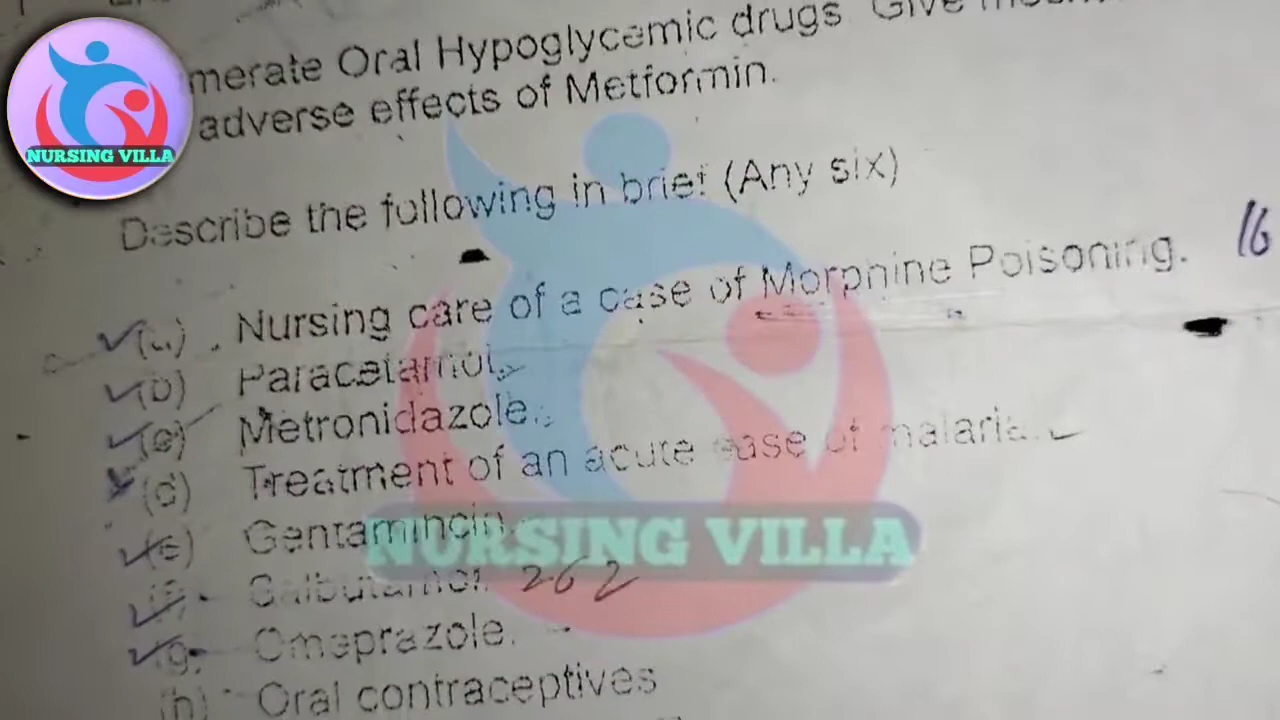 merate Oral Hypoglycemic drugs Give
adverse effects of Metformin.
NURSING VILLA
Describe the following in brief (Any six)
(a) Nursing care of a case of Morphine Poisoning. 16
(b) Paracetamol.
(c) Metronidazole.
(d) Treatment of an acute case of malaria.
(e) Gentamincin.
NURSING VILLA
(f) Salbutamol. 262
(g) Omeprazole.
(h) Oral contraceptives